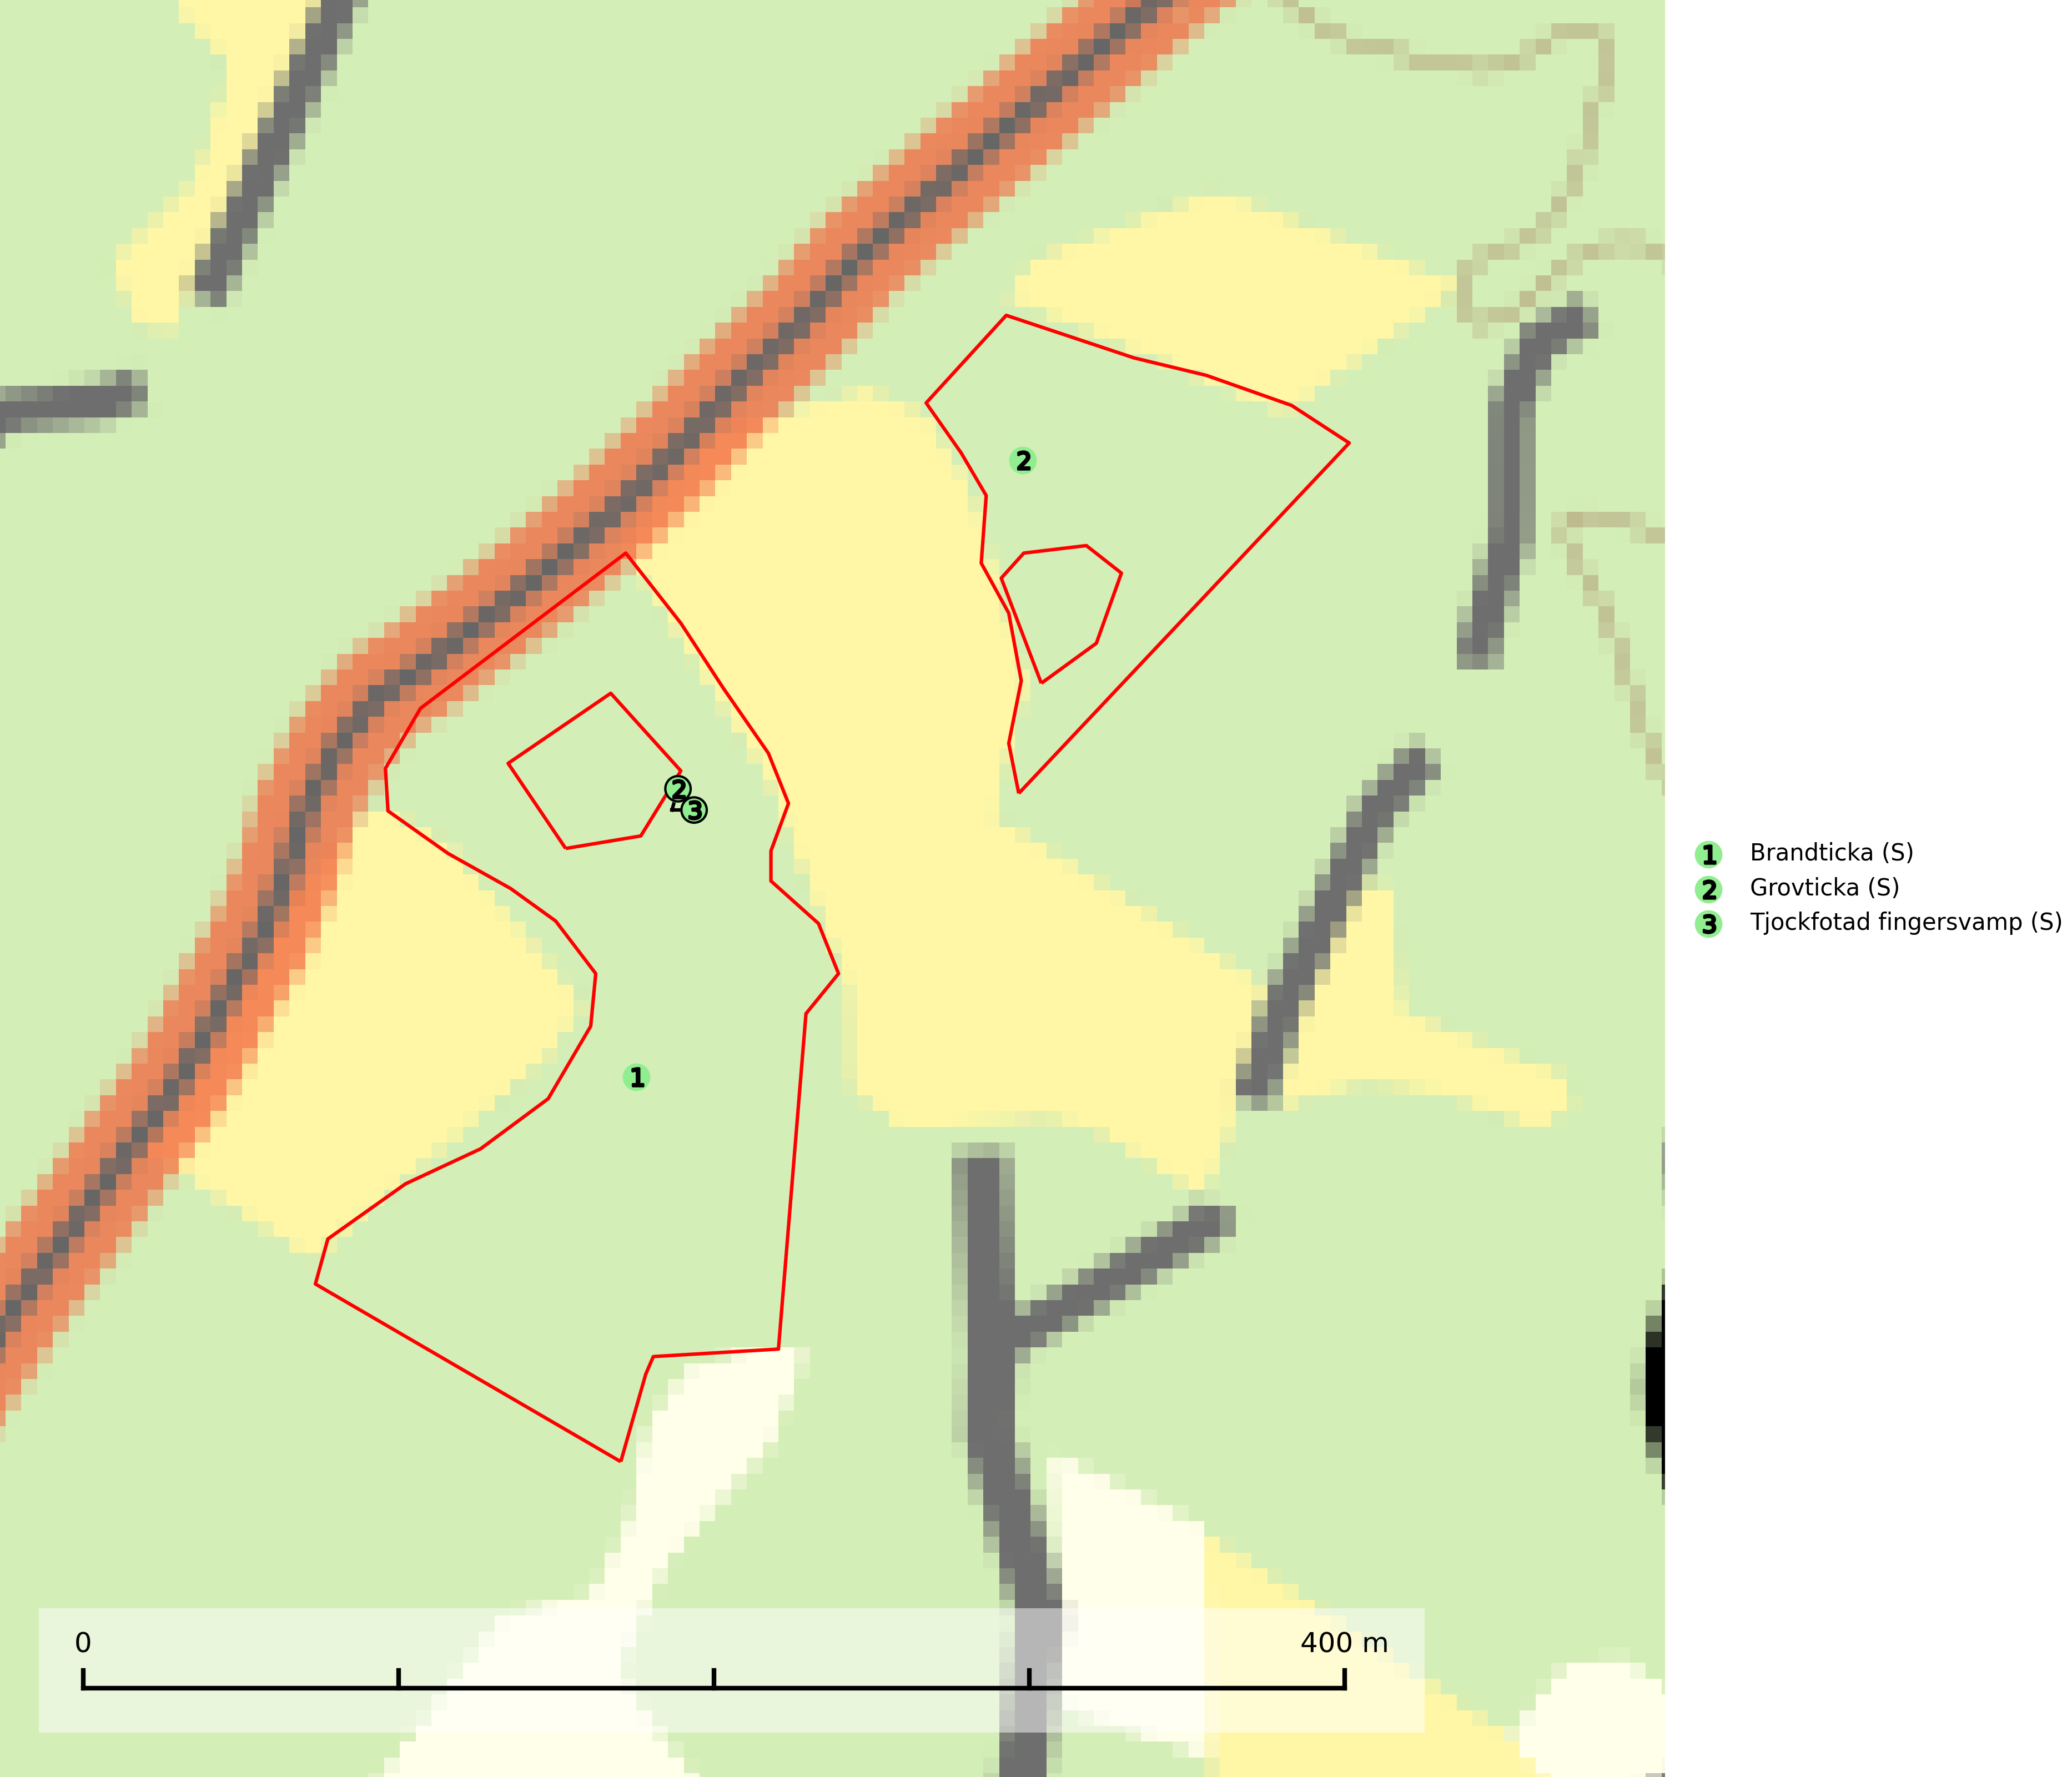 2
2
3
1
1 Brandticka (S)
2 Grovticka (S)
3 Tjockfotad fingersvamp (S)
0 400 m